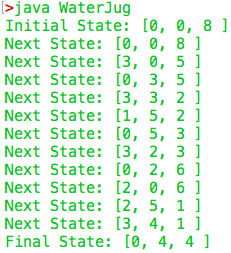 >java WaterJug
Initial State: [0, 0, 8 ]
Next State: [0, 0, 8 ]
Next State: [3, 0, 5 ]
Next State: [0, 3, 5 ]
Next State: [3, 3, 2 ]
Next State: [1, 5, 2 ]
Next State: [0, 5, 3 ]
Next State: [3, 2, 3 ]
Next State: [0, 2, 6 ]
Next State: [2, 0, 6 ]
Next State: [2, 5, 1 ]
Next State: [3, 4, 1 ]
Final State: [0, 4, 4 ]